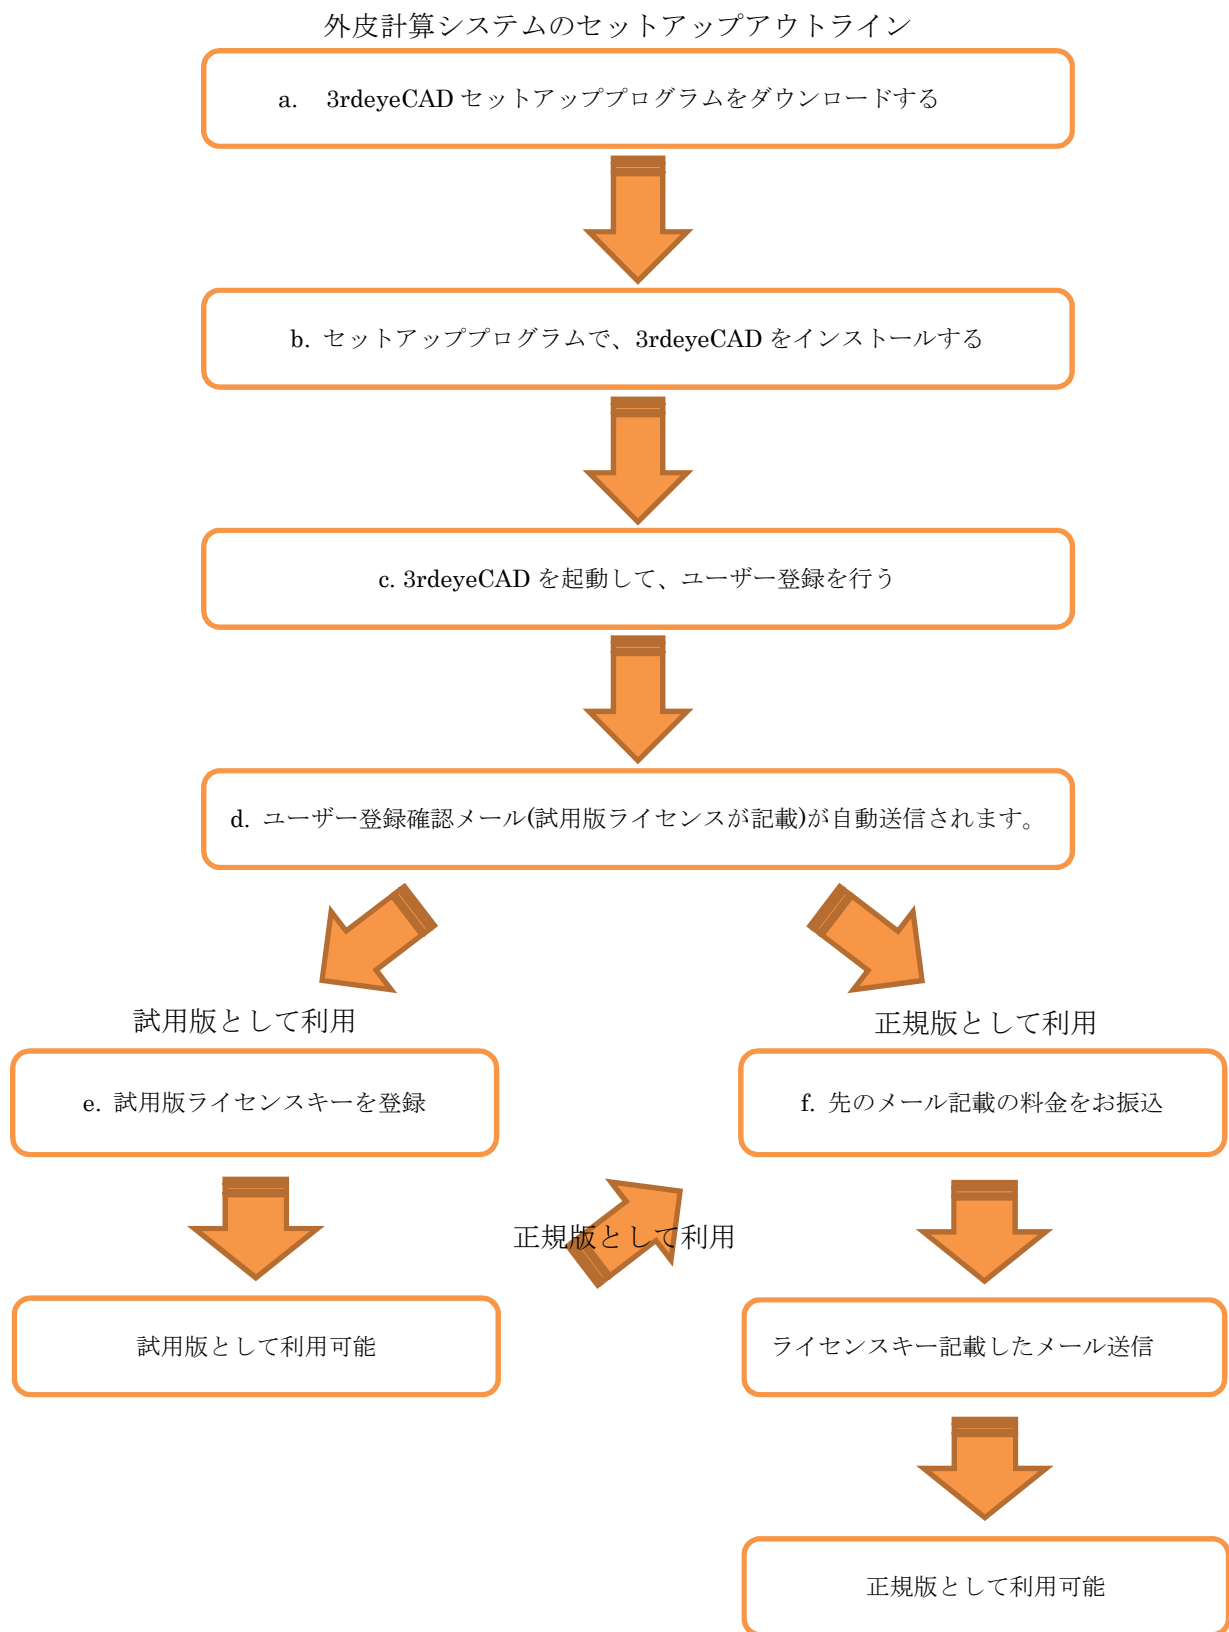 外皮計算システムのセットアップアウトライン
a. 3rdeyeCAD セットアッププログラムをダウンロードする
b. セットアッププログラムで、3rdeyeCAD をインストールする
c. 3rdeyeCAD を起動して、ユーザー登録を行う
d. ユーザー登録確認メール(試用版ライセンスが記載)が自動送信されます。
試用版として利用
正規版として利用
e. 試用版ライセンスキーを登録
f. 先のメール記載の料金をお振込
正規版として利用
試用版として利用可能
ライセンスキー記載したメール送信
正規版として利用可能